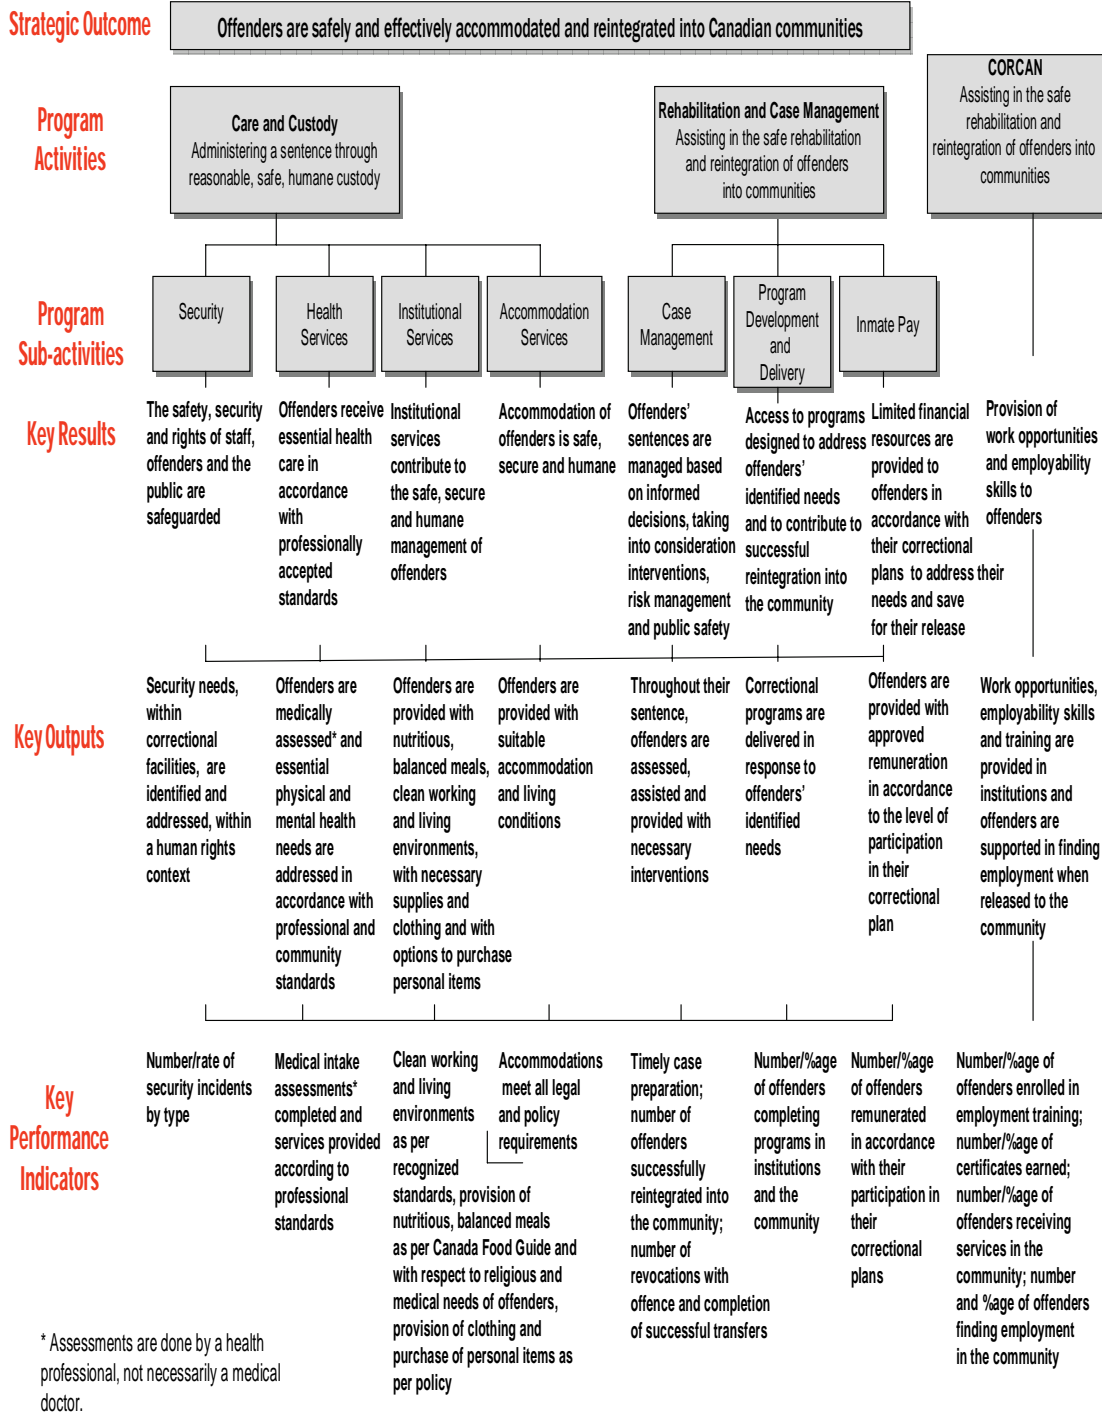 Strategic Outcome
Offenders are safely and effectively accommodated and reintegrated into Canadian communities
Program
Activities
Care and Custody
Administering a sentence through
reasonable, safe, humane custody
Rehabilitation and Case Management
Assisting in the safe rehabilitation
and reintegration of offenders
into communities
CORCAN
Assisting in the safe
rehabilitation and
reintegration of offenders into
communities
Program
Sub-activities
Security
Health
Services
Institutional
Services
Accommodation
Services
Case
Management
Program
Development
and
Delivery
Inmate Pay
Key Results
The safety, security
and rights of staff,
offenders and the
public are
safeguarded
Offenders receive
essential health
care in
accordance
with
professionally
accepted
standards
Institutional
services
contribute to
the safe, secure
and humane
management of
offenders
Accommodation of
offenders is safe,
secure and humane
Offenders'
sentences are
managed based
on informed
decisions, taking
into consideration
interventions,
risk management
and public safety
Access to programs
designed to address
offenders'
identified needs
and to contribute to
successful
reintegration into
the community
Limited financial
resources are
provided to
offenders in
accordance with
their correctional
plans to address their
needs and save
for their release
Provision of
work opportunities
and employability
skills to
offenders
Key Outputs
Security needs,
within
correctional
facilities, are
identified and
addressed, within
a human rights
context
Offenders are
medically
assessed* and
essential
physical and
mental health
needs are
addressed in
accordance with
professional and
community
standards
Offenders are
provided with
nutritious,
balanced meals,
clean working
and living
environments,
with necessary
supplies and
clothing and with
options to purchase
personal items
Offenders are
provided with
suitable
accommodation
and living
conditions
Throughout their
sentence,
offenders are
assessed,
assisted and
provided with
necessary
interventions
Correctional
programs are
delivered in
response to
offenders'
identified
needs
Offenders are
provided with
approved
remuneration
in accordance
to the level of
participation
in their
correctional
plan
Work opportunities,
employability skills
and training are
provided in
institutions and
offenders are
supported in finding
employment when
released to the
community
Key
Performance
Indicators
Number/rate of
security incidents
by type
Medical intake
assessments*
completed and
services provided
according to
professional
standards
Clean working
and living
environments
as per
recognized
standards, provision of
nutritious, balanced meals
as per Canada Food Guide and
with respect to religious and
medical needs of offenders,
provision of clothing and
purchase of personal items as
per policy
Accommodations
meet all legal
and policy
requirements
Timely case
preparation;
number of
offenders
successfully
reintegrated into
the community;
number of
revocations with
offence and completion
of successful transfers
Number/%age
of offenders
completing
programs in
institutions
and the
community
Number/%age
of offenders
remunerated
in accordance
with their
participation in
their
correctional
plans
Number/%age of
offenders enrolled in
employment training;
number/%age of
certificates earned;
number/%age of
offenders receiving
services in the
community; number
and %age of offenders
finding employment
in the community
* Assessments are done by a health
professional, not necessarily a medical
doctor.